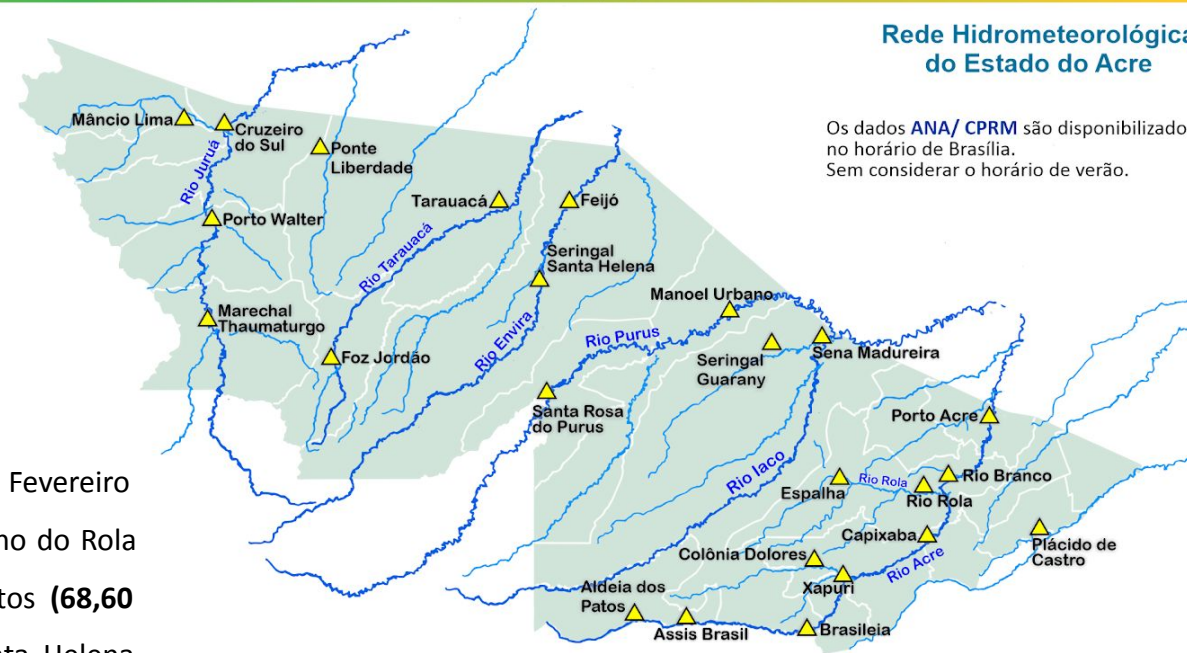 Rede Hidrometeorológica
do Estado do Acre
Os dados ANA/ CPRM são
no horário de Brasília.
Sem considerar o horário de verão.
Mâncio Lima
Cruzeiro
do Sul
Ponte
Liberdade
Rio Juruá
Porto Walter
Tarauacá
Feijó
Rio Tarauacá
Seringal
Santa Helena
Manoel Urbano
Marechal
Thaumaturgo
Foz Jordão
Rio Envira
Rio Purus
Seringal
Guarany
Sena Madureira
Santa Rosa
do Purus
Porto Acre
Rio Iaco
Espalha
Rio Rola
Rio Rola
Rio Branco
Capixaba
Plácido de
Castro
Colônia Dolores
Xapuri
Rio Acre
Aldeia dos
Patos
Assis Brasil
Brasileia
Fevereiro
do Rola
(68,60
Helena